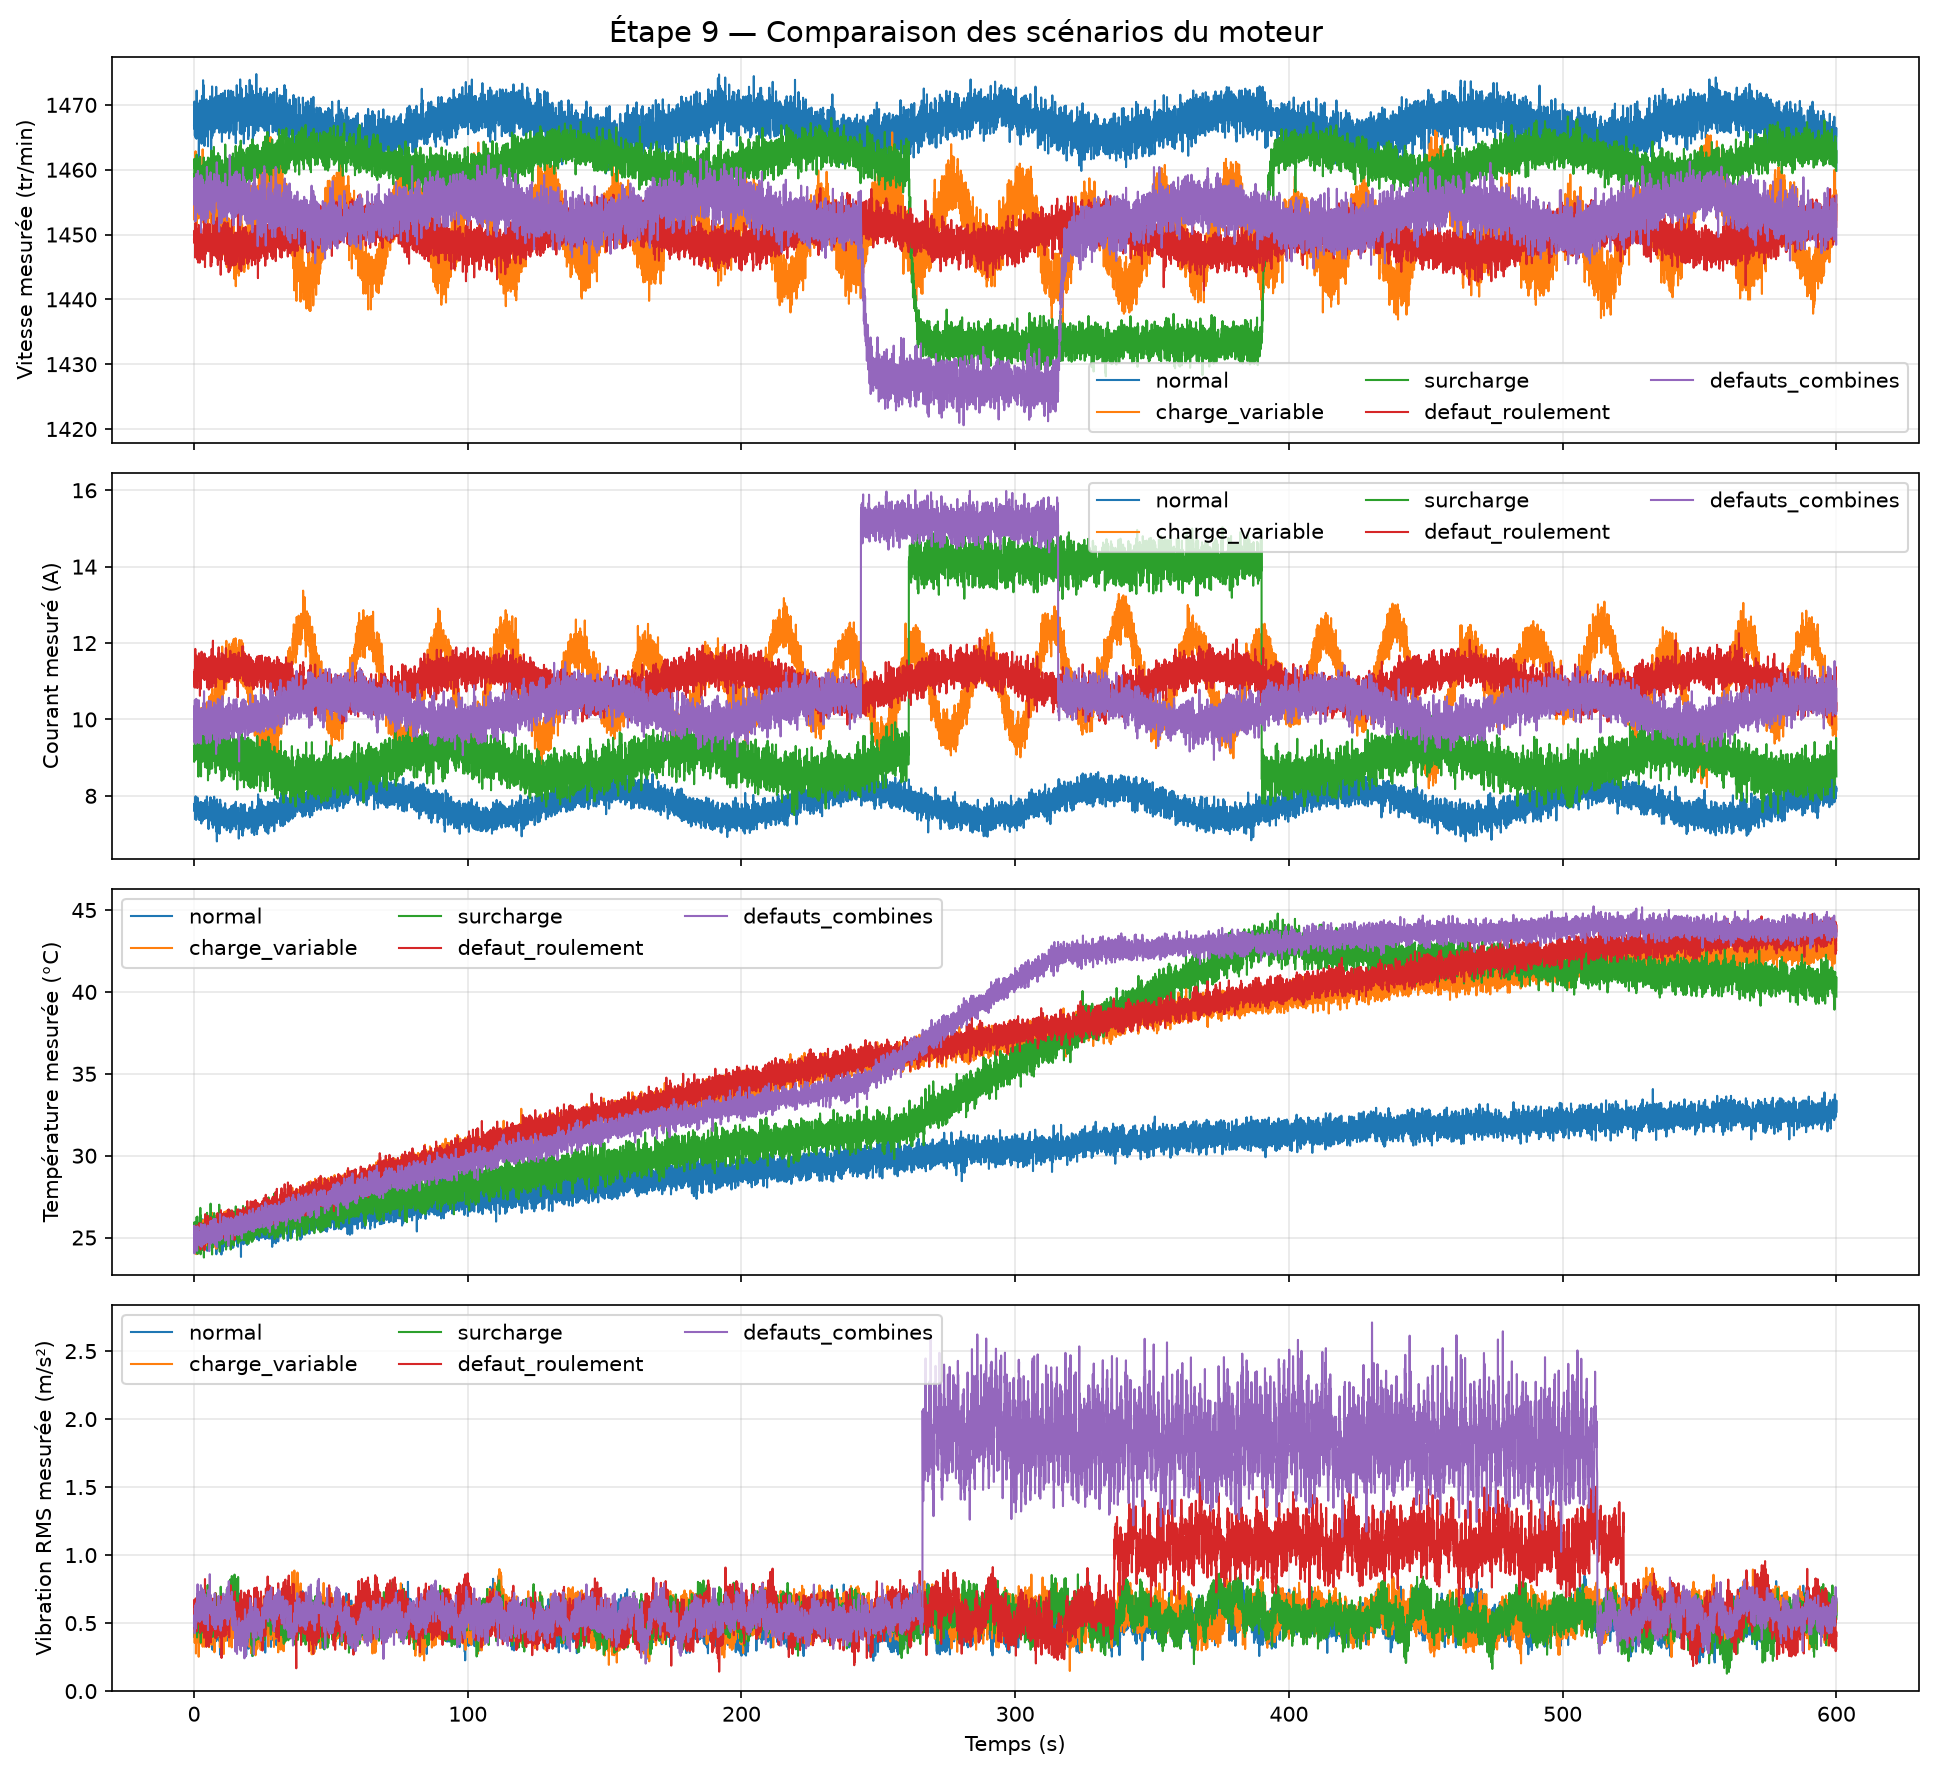 Étape 9 — Comparaison des scénarios du moteur
Vitesse mesurée (tr/min)
1470
1460
1450
1440
1430
1420
normal surcharge defauts_combines
charge_variable defaut_roulement
Courant mesuré (A)
16
14
12
10
8
normal surcharge defauts_combines
charge_variable defaut_roulement
Température mesurée (°C)
45
40
35
30
25
normal surcharge defauts_combines
charge_variable defaut_roulement
Vibration RMS mesurée (m/s²)
2.5
2.0
1.5
1.0
0.5
0.0
normal surcharge defauts_combines
charge_variable defaut_roulement
0 100 200 300 400 500 600
Temps (s)